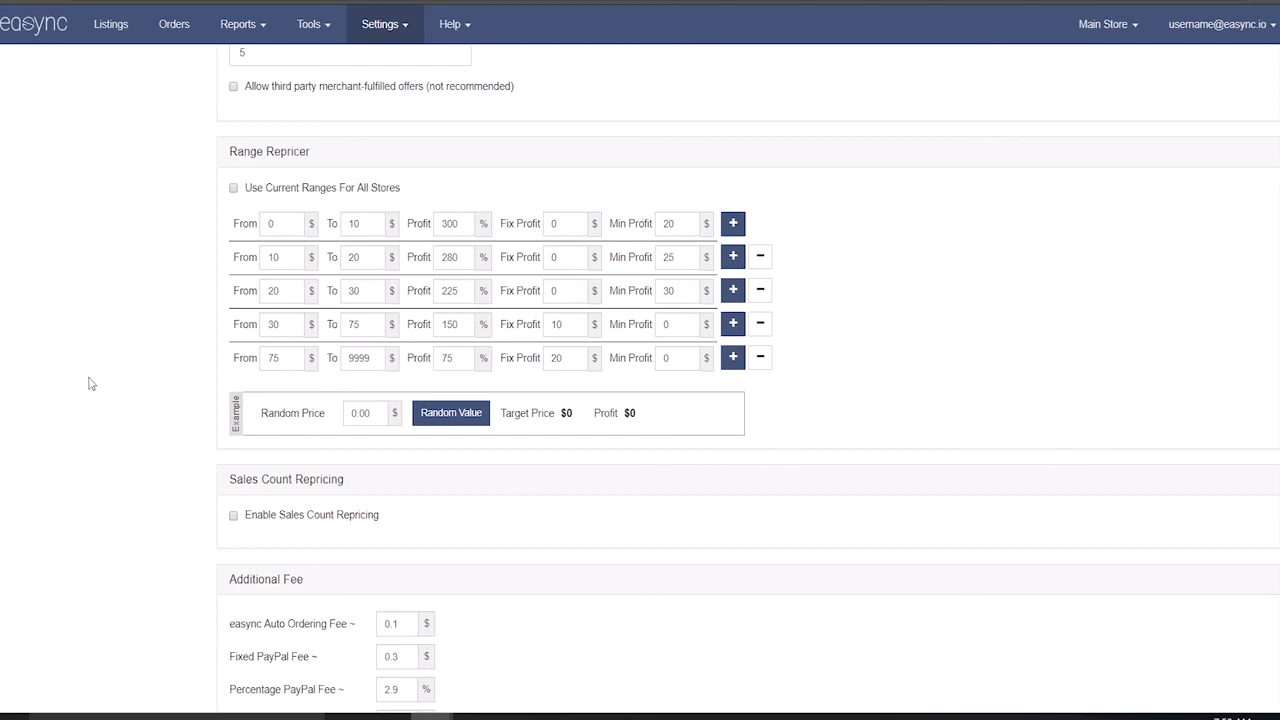 easync Listings Orders Reports Tools Settings Help Main Store username@easync.io
5
Allow third party merchant-fulfilled offers (not recommended)
Range Repricer
Use Current Ranges For All Stores
From 0 $ To 10 $ Profit 300 % Fix Profit 0 $ Min Profit 20 $ +
From 10 $ To 20 $ Profit 280 % Fix Profit 0 $ Min Profit 25 $ + −
From 20 $ To 30 $ Profit 225 % Fix Profit 0 $ Min Profit 30 $ + −
From 30 $ To 75 $ Profit 150 % Fix Profit 10 $ Min Profit 0 $ + −
From 75 $ To 9999 $ Profit 75 % Fix Profit 20 $ Min Profit 0 $ + −
Example Random Price 0.00 $ Random Value Target Price $0 Profit $0
Sales Count Repricing
Enable Sales Count Repricing
Additional Fee
easync Auto Ordering Fee ~ 0.1 $
Fixed PayPal Fee ~ 0.3 $
Percentage PayPal Fee ~ 2.9 %